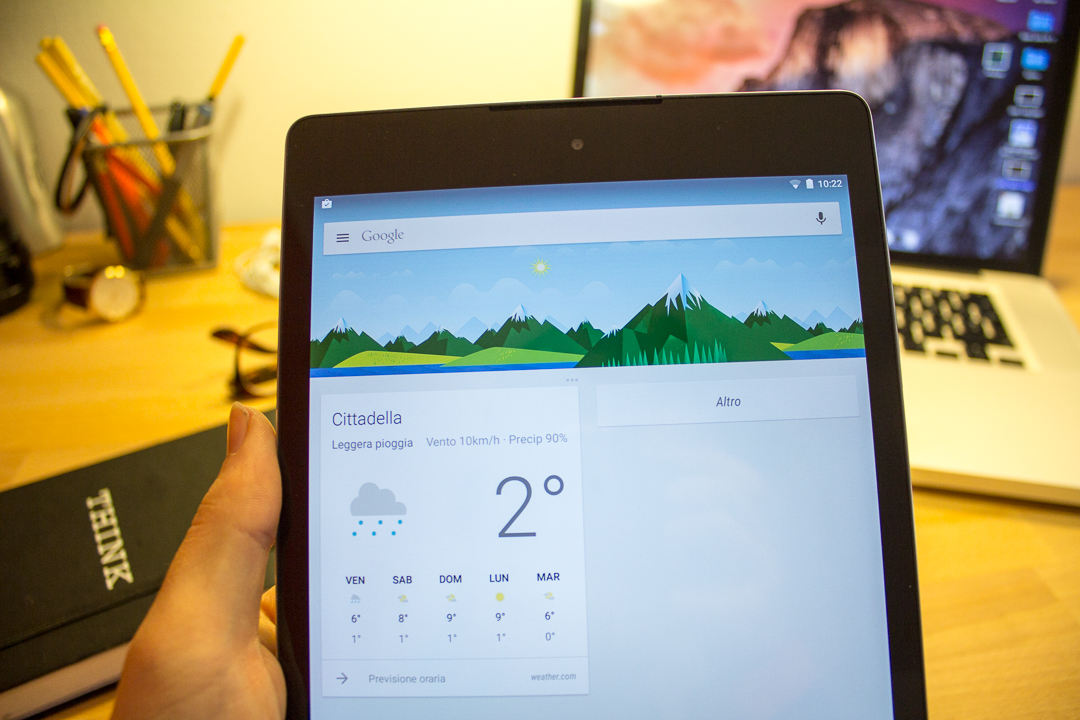 10:22
Google
Cittadella
Leggera pioggia Vento 10km/h · Precip 90%
2°
VEN SAB DOM LUN MAR
6° 8° 9° 9° 6°
1° 1° 1° 1° 0°
Previsione oraria weather.com
Altro
THINK